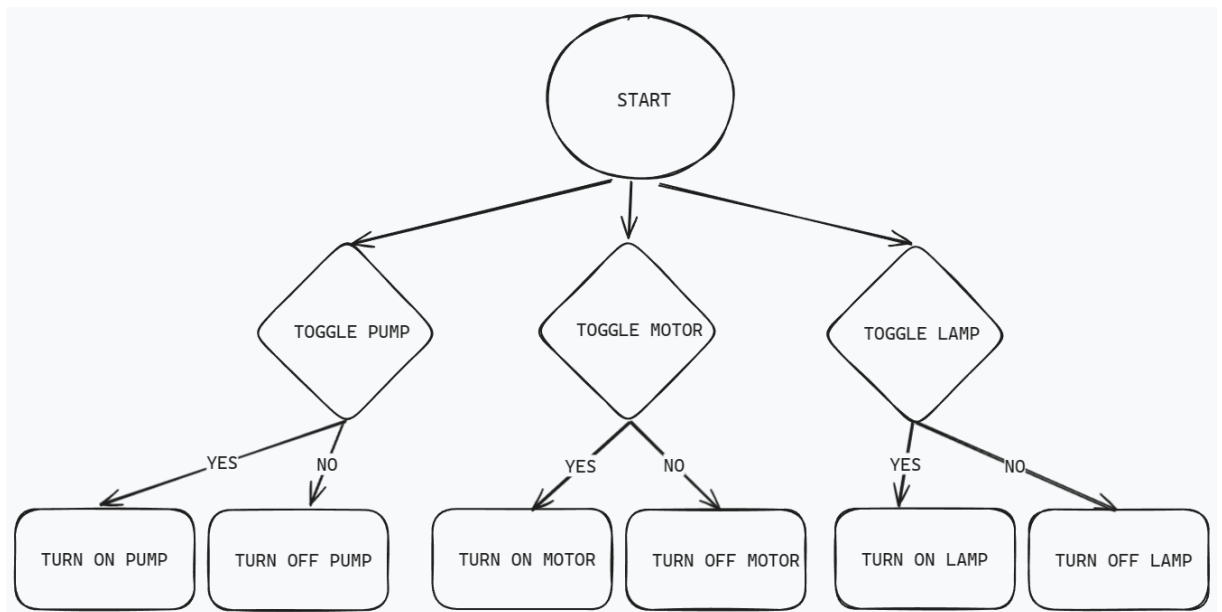 START
TOGGLE PUMP
TOGGLE MOTOR
TOGGLE LAMP
YES
NO
YES
NO
YES
NO
TURN ON PUMP
TURN OFF PUMP
TURN ON MOTOR
TURN OFF MOTOR
TURN ON LAMP
TURN OFF LAMP